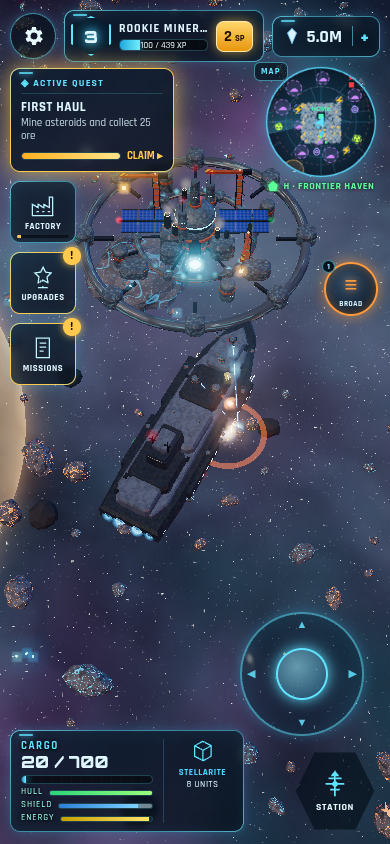 3
ROOKIE MINER...
100 / 439 XP
2 SP
5.0M
+
MAP
ACTIVE QUEST
FIRST HAUL
Mine asteroids and collect 25
ore
CLAIM
H · FRONTIER HAVEN
FACTORY
!
UPGRADES
!
MISSIONS
1
BROAD
CARGO
20 / 700
HULL
SHIELD
ENERGY
STELLARITE
8 UNITS
STATION